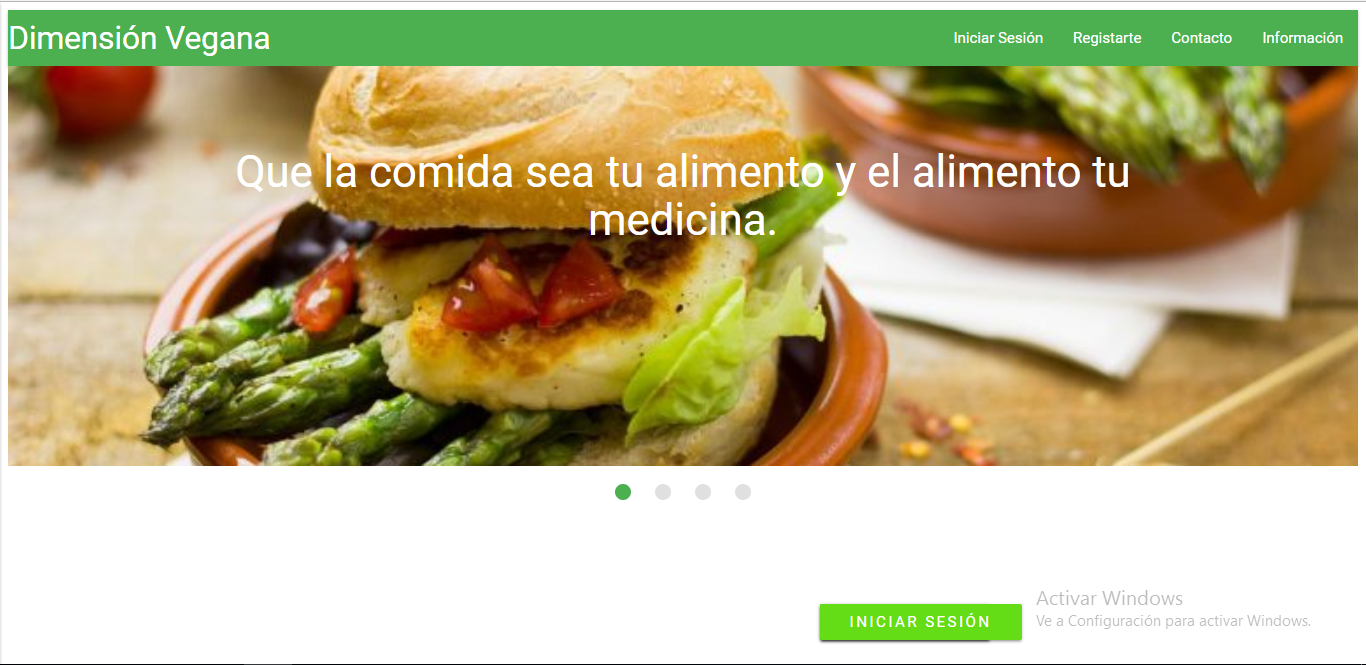 Dimensión Vegana
Iniciar Sesión Registarte Contacto Información
Que la comida sea tu alimento y el alimento tu
medicina.
INICIAR SESIÓN
Activar Windows
Ve a Configuración para activar Windows.